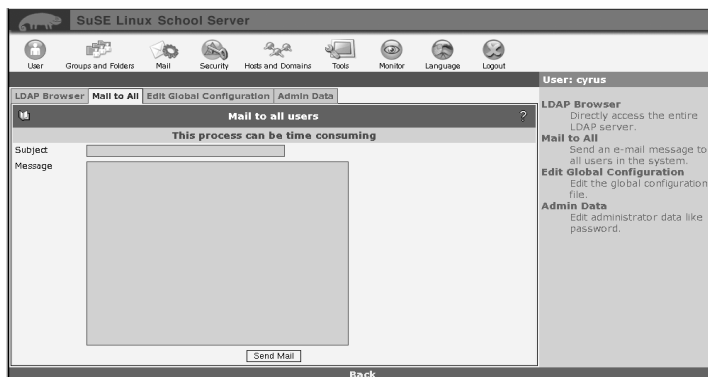 SuSE Linux School Server
User Groups and Folders Mail Security Hosts and Domains Tools Monitor Language Logout
User: cyrus
LDAP Browser Mail to All Edit Global Configuration Admin Data
Mail to all users ?
This process can be time consuming
Subject
Message
Send Mail
Back
LDAP Browser
Directly access the entire
LDAP server.
Mail to All
Send an e-mail message to
all users in the system.
Edit Global Configuration
Edit the global configuration
file.
Admin Data
Edit administrator data like
password.